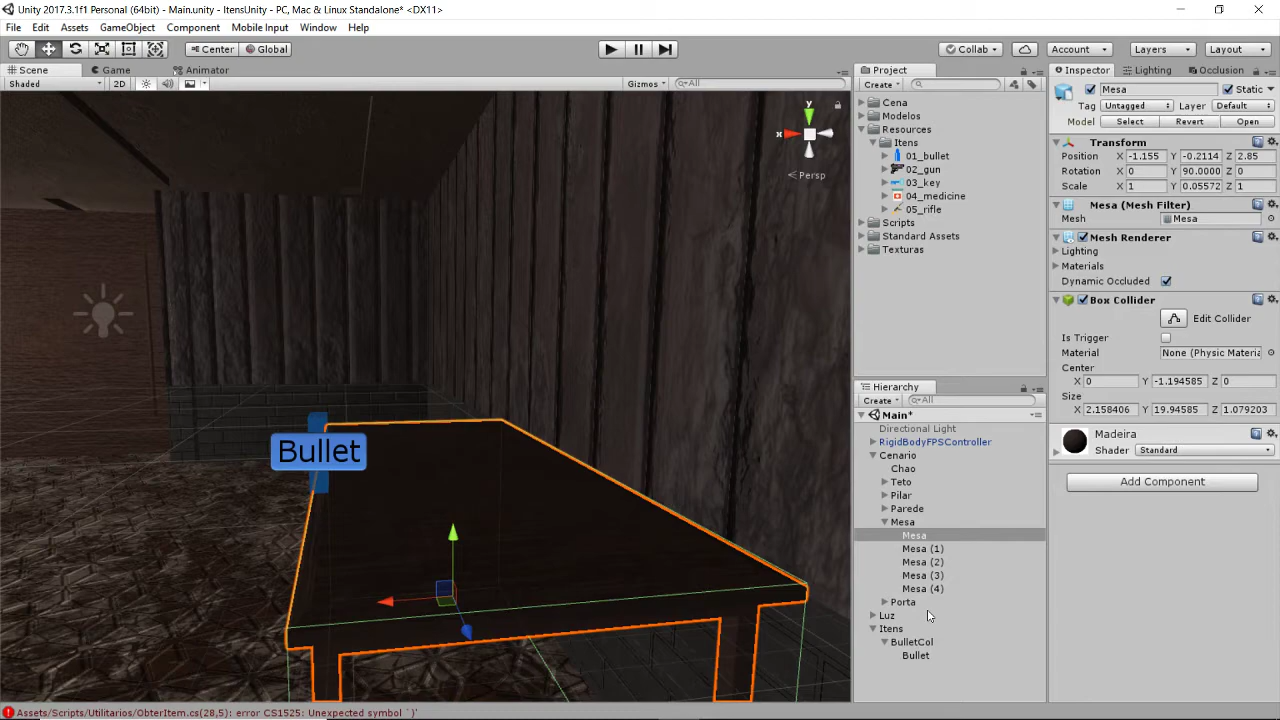 Unity 2017.3.1f1 Personal (64bit) - Main.unity - ItensUnity - PC, Mac & Linux Standalone* <DX11>
File Edit Assets GameObject Component Mobile Input Window Help
Center Global Collab Account Layers Layout
Scene Game Animator
Shaded 2D Gizmos All
Project
Create
Cena
Modelos
Resources
Itens
01_bullet
02_gun
03_key
04_medicine
05_rifle
Scripts
Standard Assets
Texturas
Hierarchy
Create All
Main*
Directional Light
RigidBodyFPSController
Cenario
Chao
Teto
Pilar
Parede
Mesa
Mesa
Mesa (1)
Mesa (2)
Mesa (3)
Mesa (4)
Porta
Luz
Itens
BulletCol
Bullet
Inspector Lighting Occlusion
Mesa Static
Tag Untagged Layer Default
Model Select Revert Open
Transform
Position X -1.155 Y -0.2114 Z 2.85
Rotation X 0 Y 90.0000 Z 0
Scale X 1 Y 0.05572 Z 1
Mesa (Mesh Filter)
Mesh Mesa
Mesh Renderer
Lighting
Materials
Dynamic Occluded
Box Collider
Edit Collider
Is Trigger
Material None (Physic Materia
Center
X 0 Y -1.194585 Z 0
Size
X 2.158406 Y 19.94585 Z 1.079203
Madeira
Shader Standard
Add Component
y
x
Persp
Bullet
Assets/Scripts/Utilitarios/ObterItem.cs(28,5): error CS1525: Unexpected symbol `)'